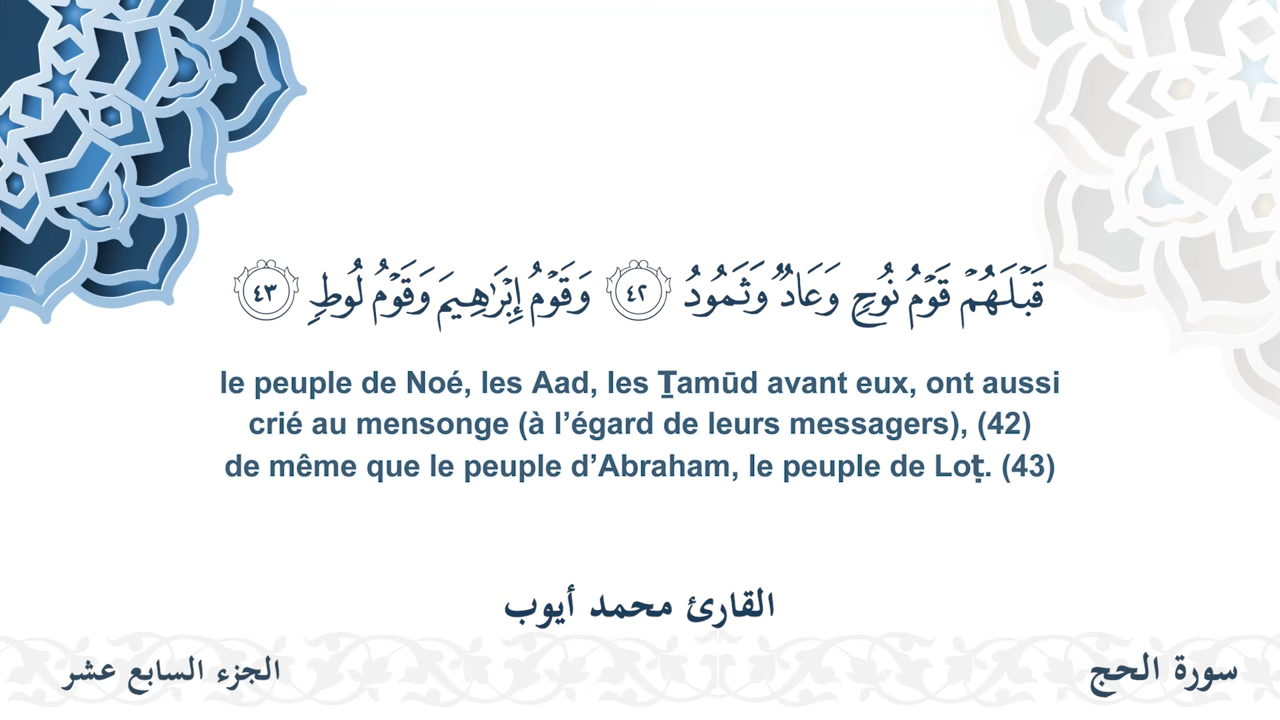 قَبۡلَهُمۡ قَوۡمُ نُوحٖ وَعَادٞ وَثَمُودُ ٤٢ وَقَوۡمُ إِبۡرَٰهِيمَ وَقَوۡمُ لُوطٖ ٤٣
le peuple de Noé, les Aad, les Ṯamūd avant eux, ont aussi
crié au mensonge (à l’égard de leurs messagers), (42)
de même que le peuple d’Abraham, le peuple de Loṭ. (43)
القارئ محمد أيوب
سورة الحج
الجزء السابع عشر